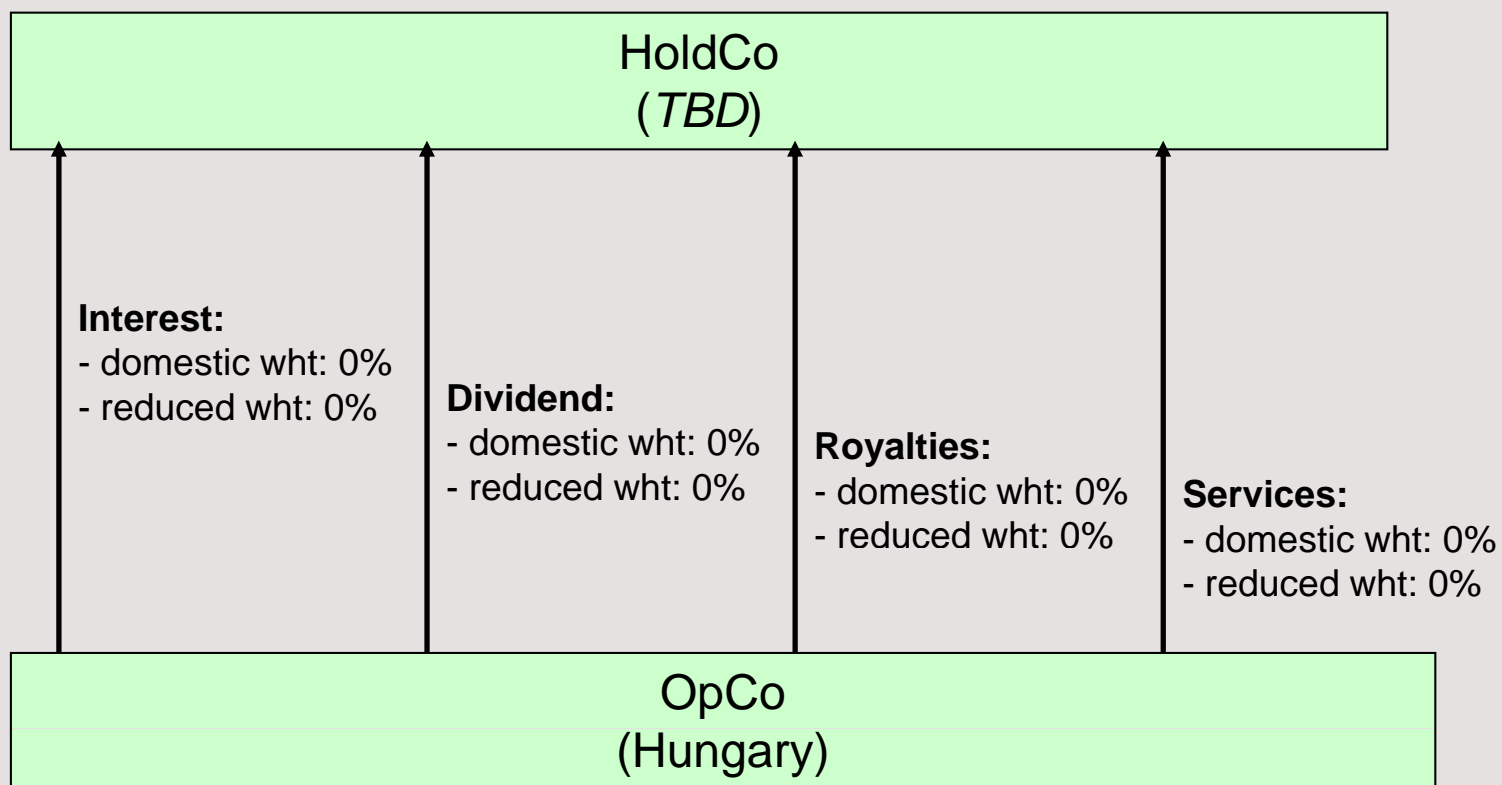 HoldCo
(TBD)
Interest:
- domestic wht: 0%
- reduced wht: 0%
Dividend:
- domestic wht: 0%
- reduced wht: 0%
Royalties:
- domestic wht: 0%
- reduced wht: 0%
Services:
- domestic wht: 0%
- reduced wht: 0%
OpCo
(Hungary)